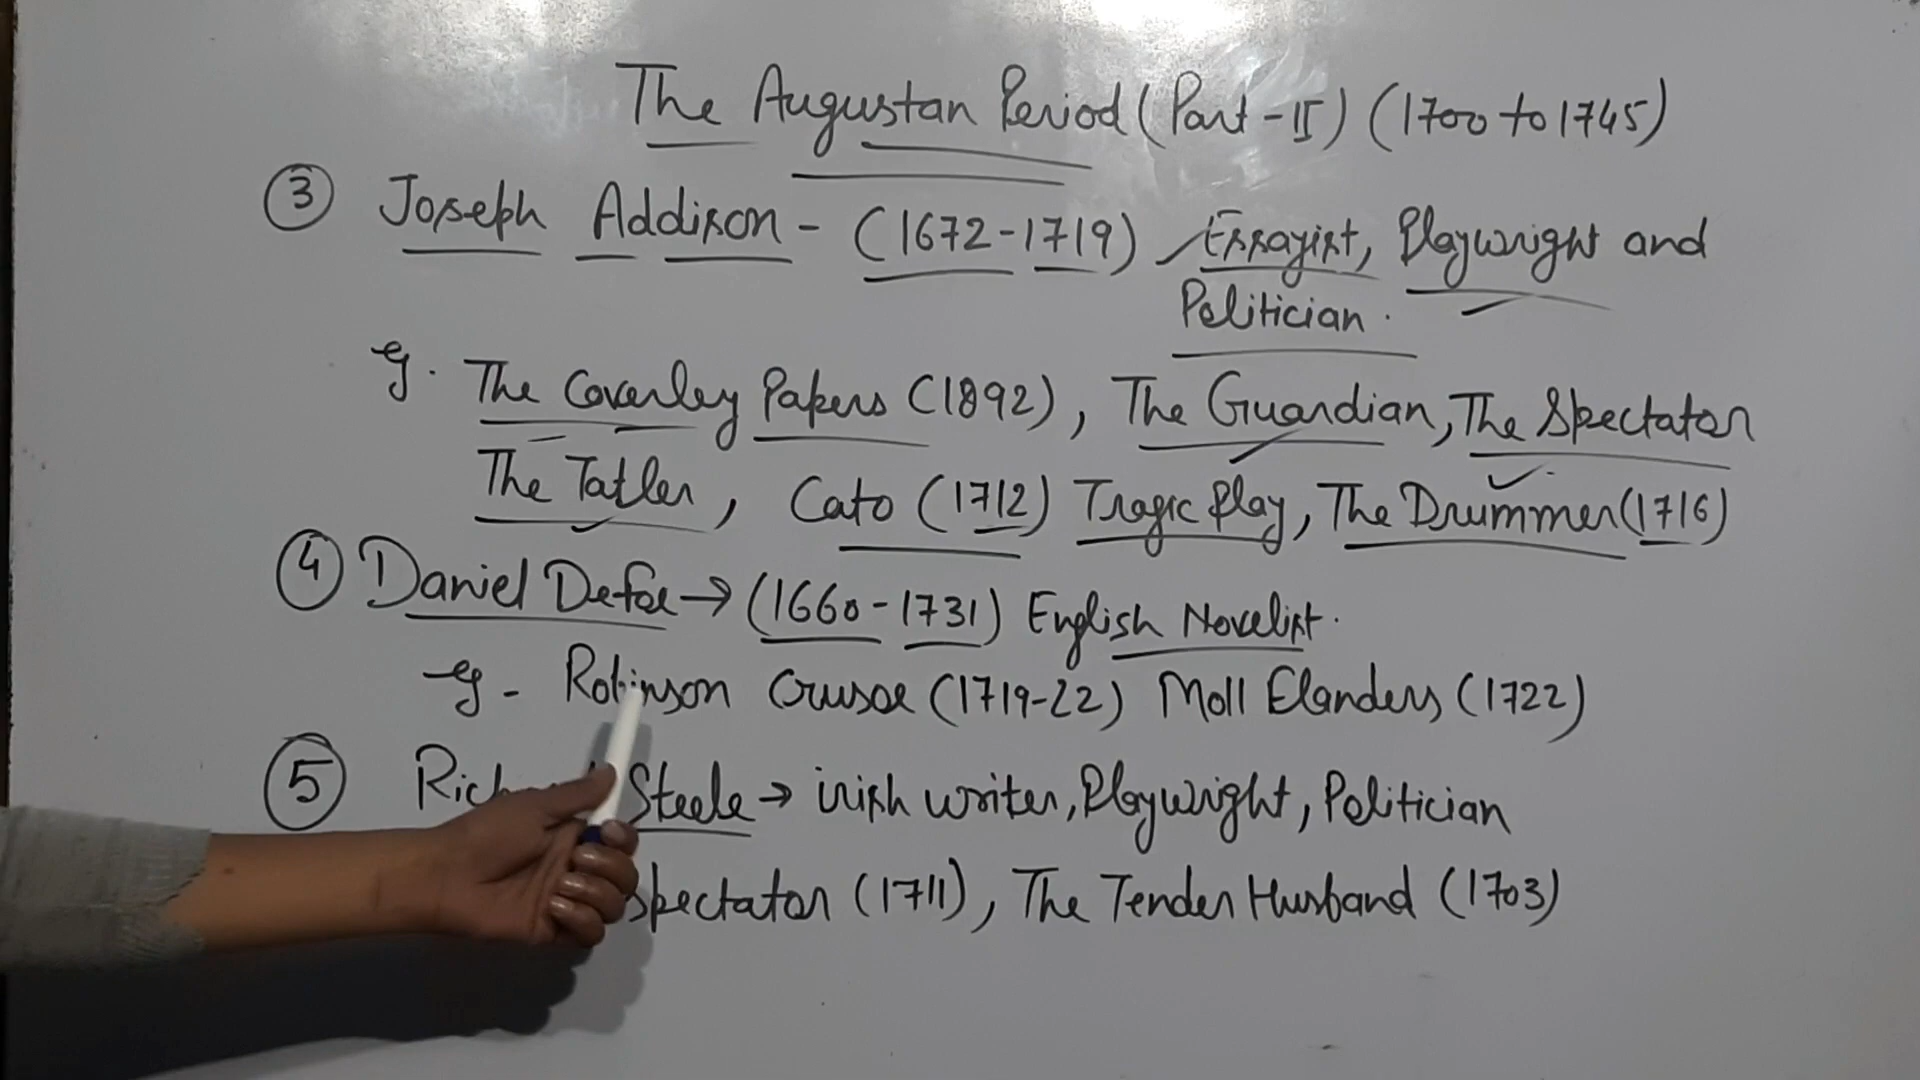 The Augustan Period (Part-II) (1700 to 1745)
③ Joseph Addison - (1672-1719) Essayist, Playwright and
Politician.
eg. The Coverley Papers (1892), The Guardian, The Spectator
The Tatler, Cato (1712) Tragic Play, The Drummer (1716)
④ Daniel Defoe → (1660-1731) English Novelist.
eg - Robinson Crusoe (1719-22) Moll Flanders (1722)
⑤ Steele → irish writer, Playwright, Politician
Spectator (1711), The Tender Husband (1703)